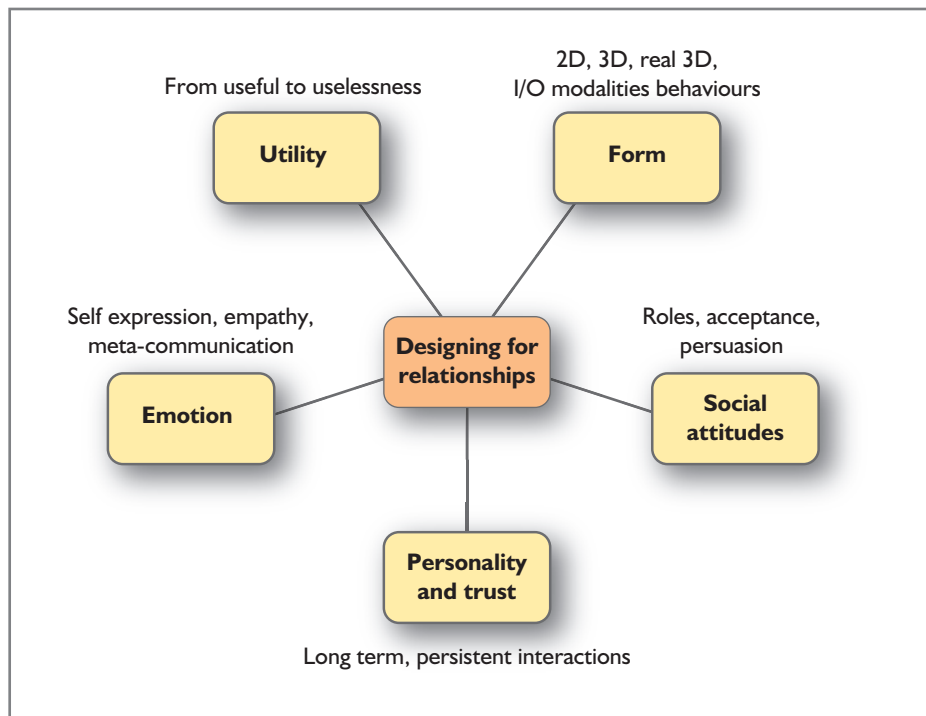 From useful to uselessness
Utility
2D, 3D, real 3D,
I/O modalities behaviours
Form
Self expression, empathy,
meta-communication
Emotion
Designing for
relationships
Roles, acceptance,
persuasion
Social
attitudes
Personality
and trust
Long term, persistent interactions